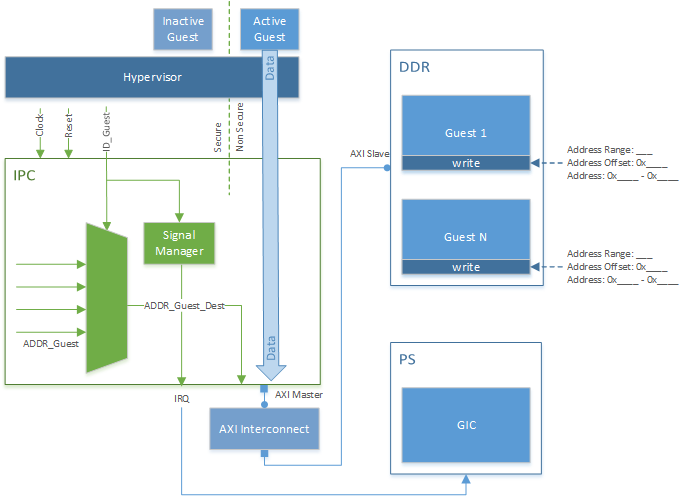 Inactive
Guest
Active
Guest
Data
Hypervisor
Clock
Reset
ID_Guest
Secure
Non Secure
IPC
Signal
Manager
ADDR_Guest_Dest
ADDR_Guest
Data
IRQ
AXI Master
AXI Interconnect
AXI Slave
DDR
Guest 1
write
Address Range: ___
Address Offset: 0x____
Address: 0x____ - 0x____
Guest N
write
Address Range: ___
Address Offset: 0x____
Address: 0x____ - 0x____
PS
GIC